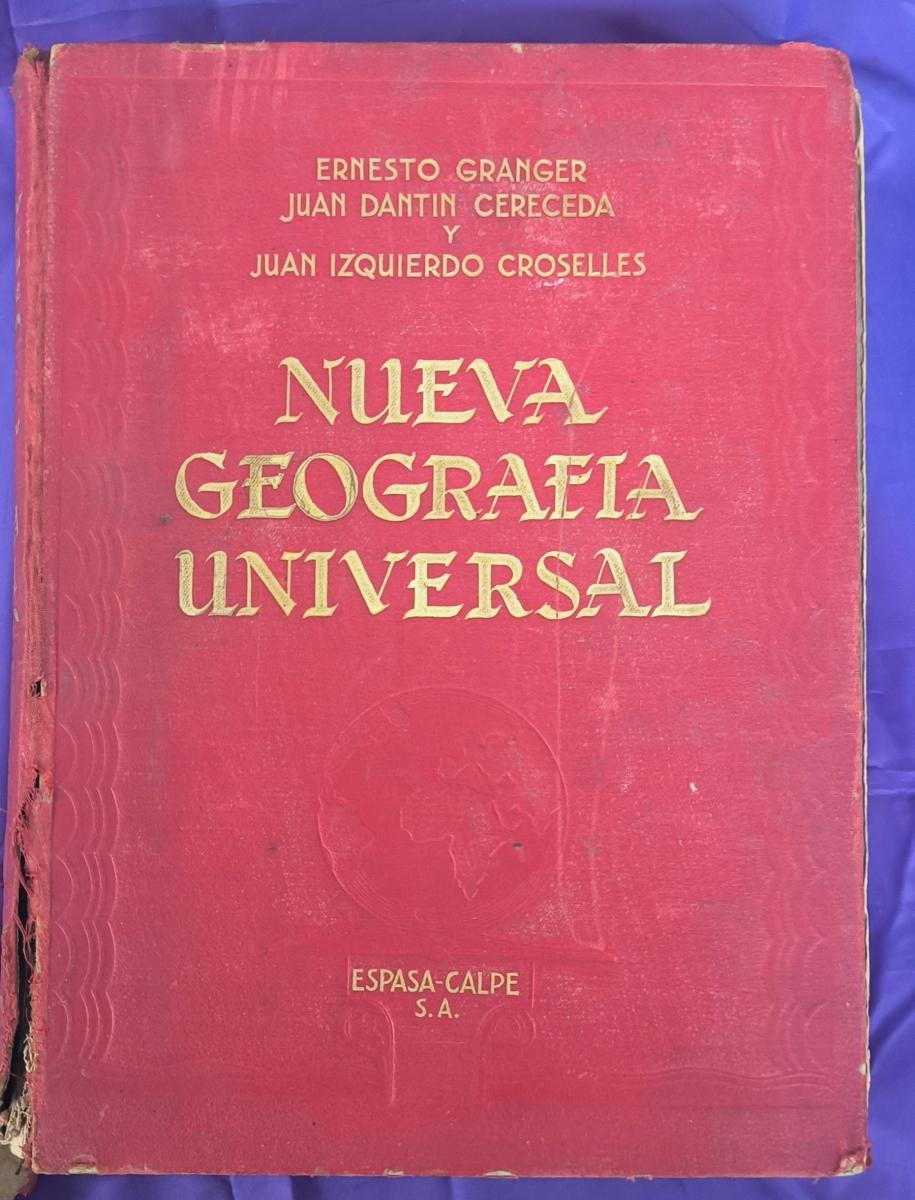 ERNESTO GRANGER
JUAN DANTIN CERECEDA
Y
JUAN IZQUIERDO CROSELLES
NUEVA
GEOGRAFIA
UNIVERSAL
ESPASA-CALPE
S.A.